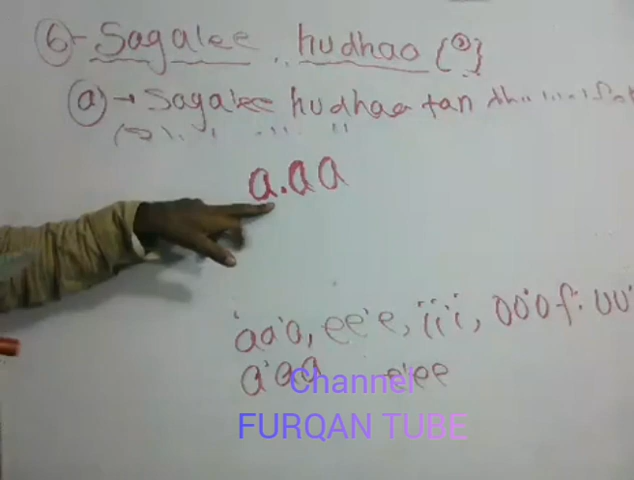 6- Sagalee hudhaa {'}
a → Sagalee hudhaa tan
a.aa
aa'a, ee'e, ii'i, oo'o f. uu'
a'aa e'ee
Channel
FURQAN TUBE